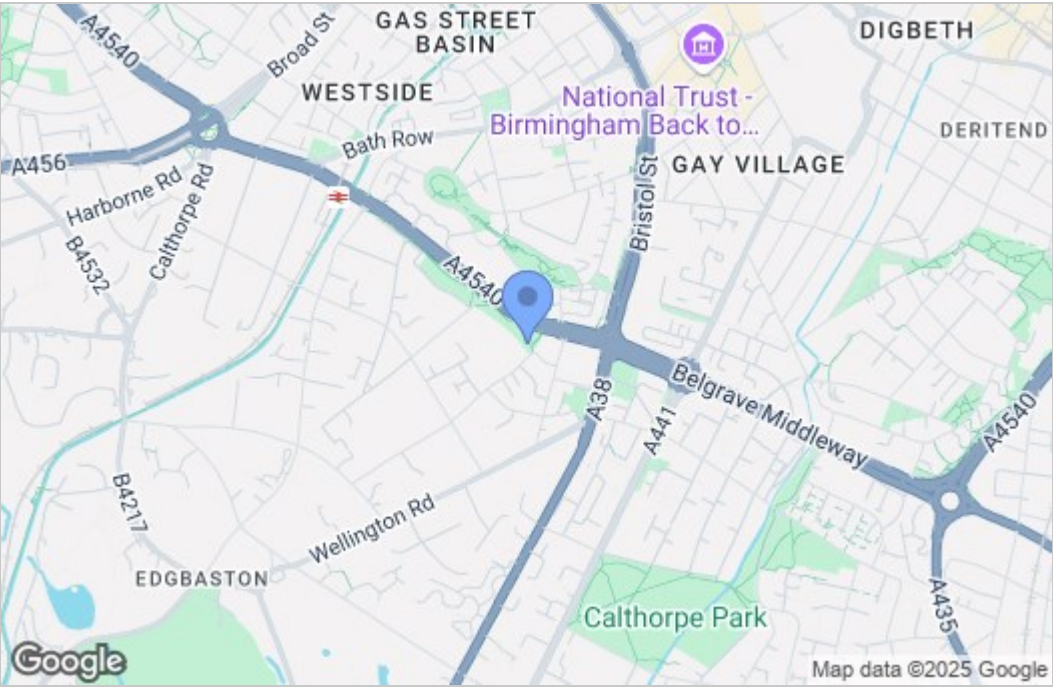 A4540
Broad St
GAS STREET
BASIN
DIGBETH
WESTSIDE
National Trust -
Birmingham Back to...
DERITEND
Bath Row
A456
GAY VILLAGE
Harborne Rd
Calthorpe Rd
Bristol St
B4532
A4540
Belgrave Middleway
A38
A441
A4540
B4217
Wellington Rd
EDGBASTON
Calthorpe Park
A435
Google
Map data ©2025 Google